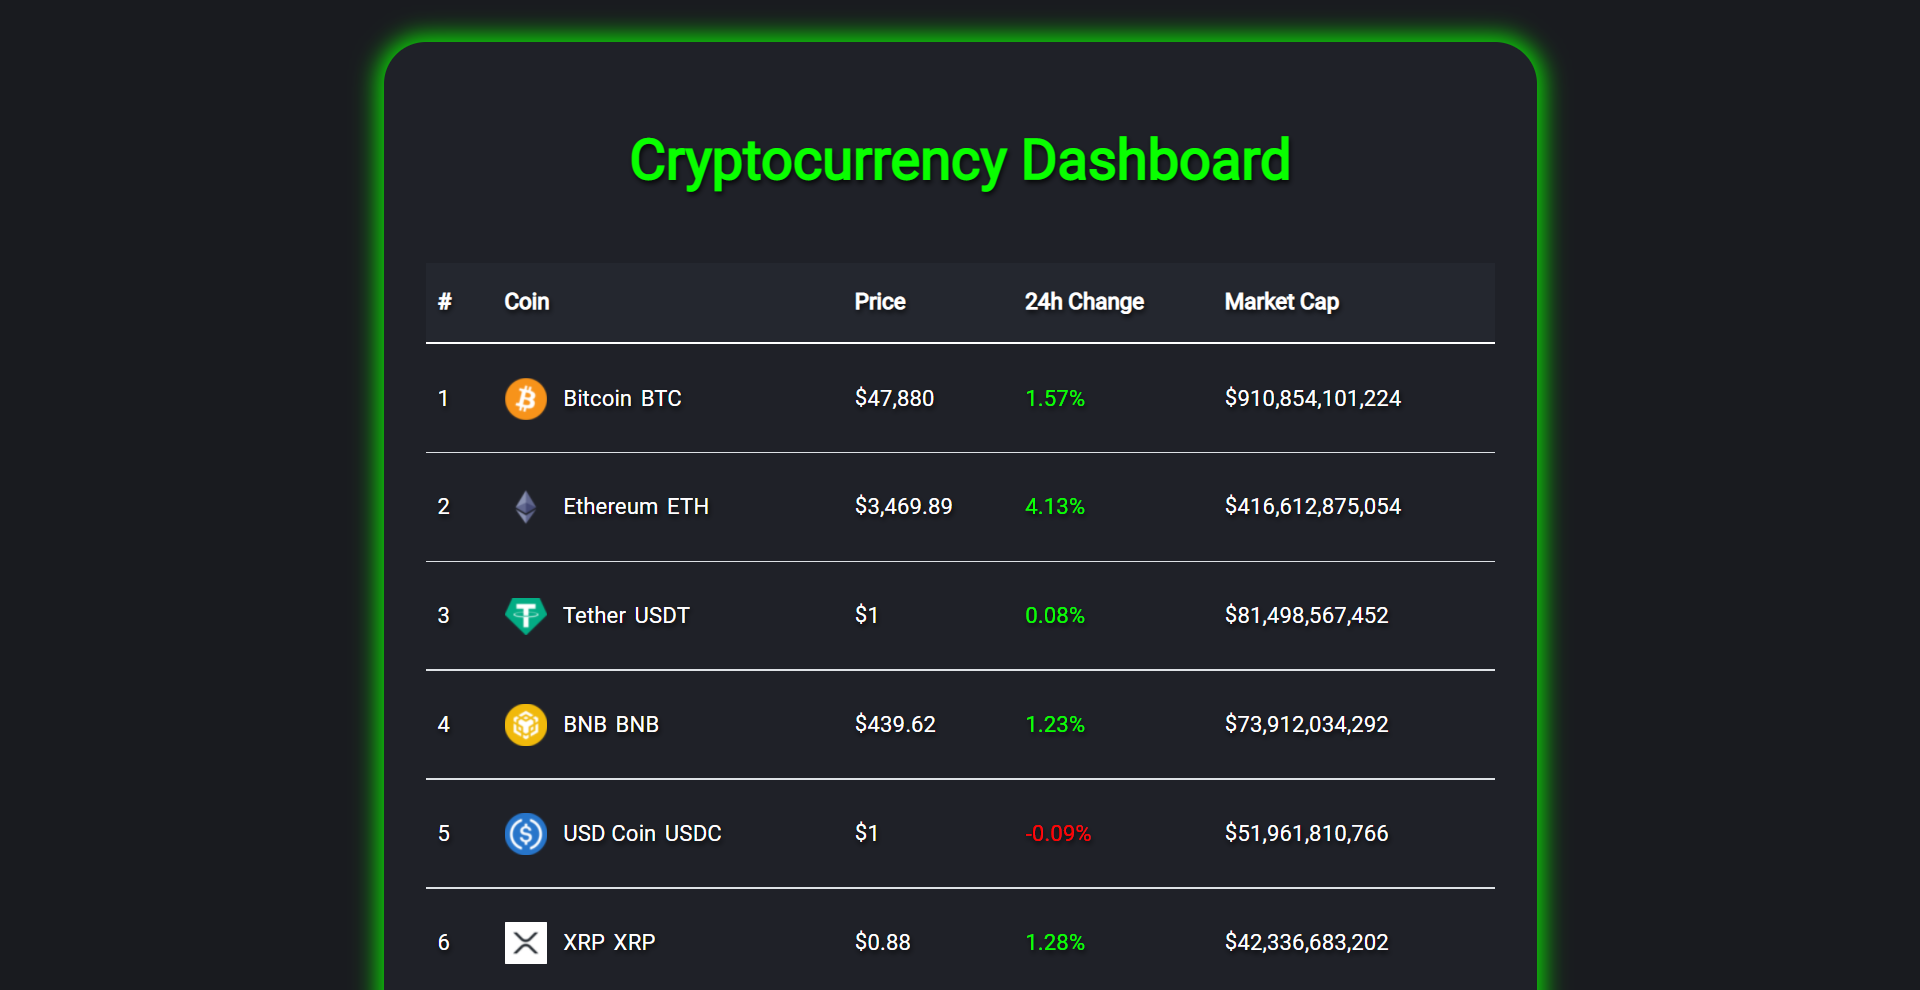 Cryptocurrency Dashboard
# Coin Price 24h Change Market Cap
1 Bitcoin BTC $47,880 1.57% $910,854,101,224
2 Ethereum ETH $3,469.89 4.13% $416,612,875,054
3 Tether USDT $1 0.08% $81,498,567,452
4 BNB BNB $439.62 1.23% $73,912,034,292
5 USD Coin USDC $1 -0.09% $51,961,810,766
6 XRP XRP $0.88 1.28% $42,336,683,202